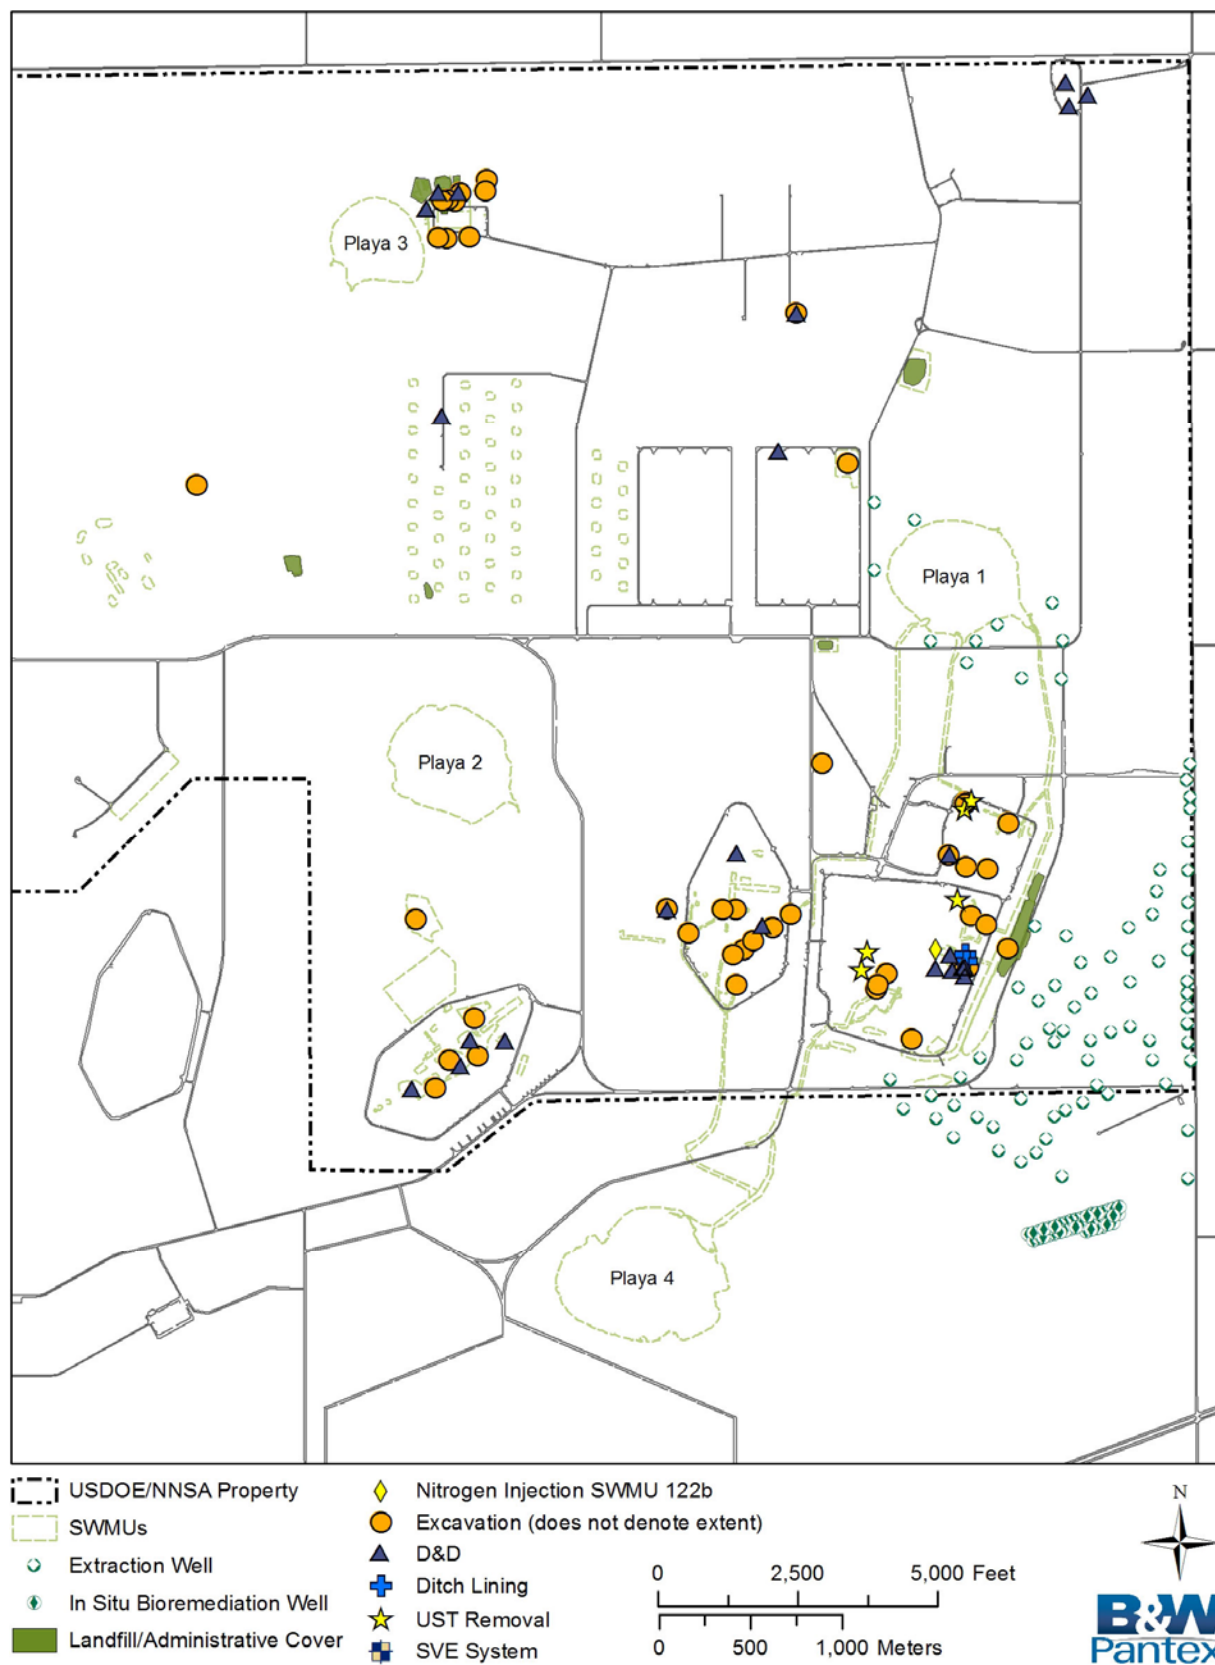 Playa 3
Playa 1
Playa 2
Playa 4
USDOE/NNSA Property
SWMUs
Extraction Well
In Situ Bioremediation Well
Landfill/Administrative Cover
Nitrogen Injection SWMU 122b
Excavation (does not denote extent)
D&D
Ditch Lining
UST Removal
SVE System
0 2,500 5,000 Feet
0 500 1,000 Meters
N
B&W
Pantex